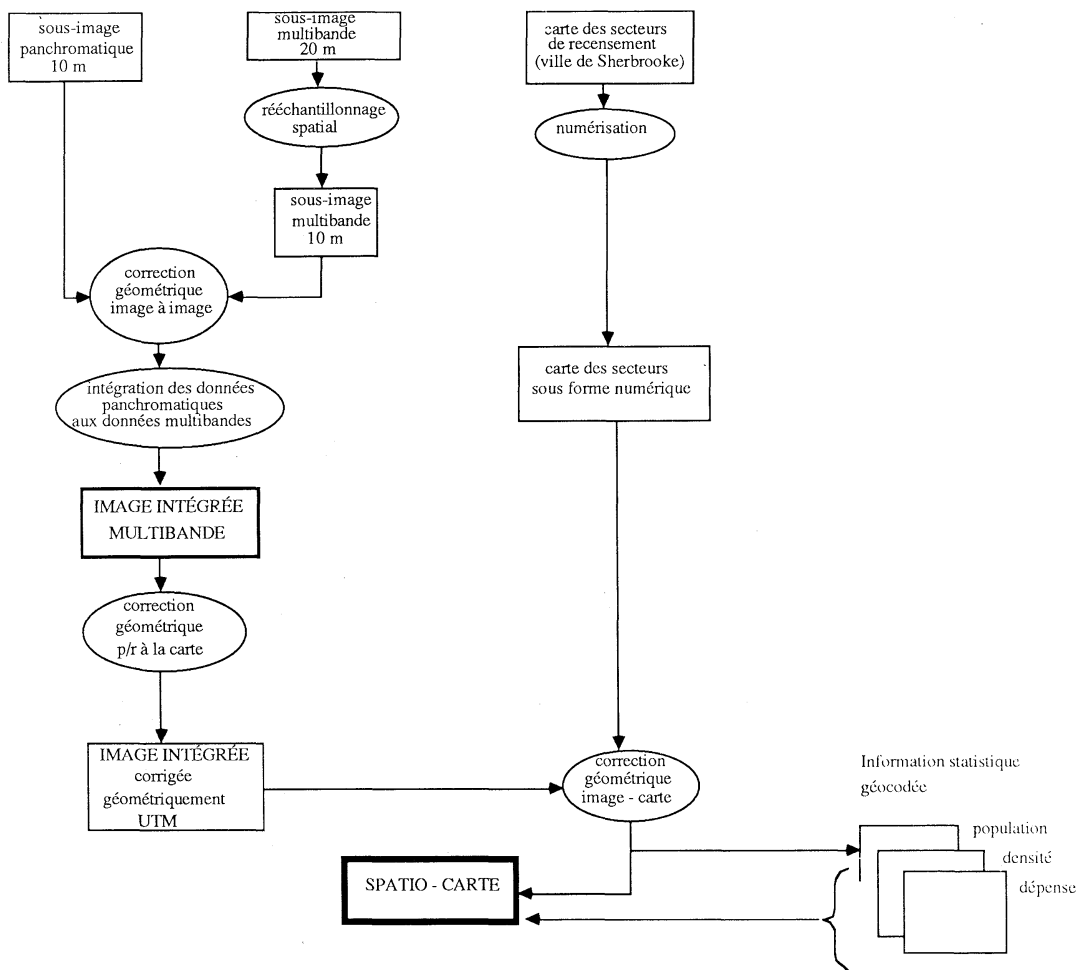 sous-image
panchromatique
10 m
sous-image
multibande
20 m
rééchantillonnage
spatial
sous-image
multibande
10 m
correction
géométrique
image à image
intégration des données
panchromatiques
aux données multibandes
IMAGE INTÉGRÉE
MULTIBANDE
correction
géométrique
p/r à la carte
IMAGE INTÉGRÉE
corrigée
géométriquement
UTM
carte des secteurs
de recensement
(ville de Sherbrooke)
numérisation
carte des secteurs
sous forme numérique
correction
géométrique
image - carte
SPATIO - CARTE
Information statistique
géocodée
population
densité
dépense